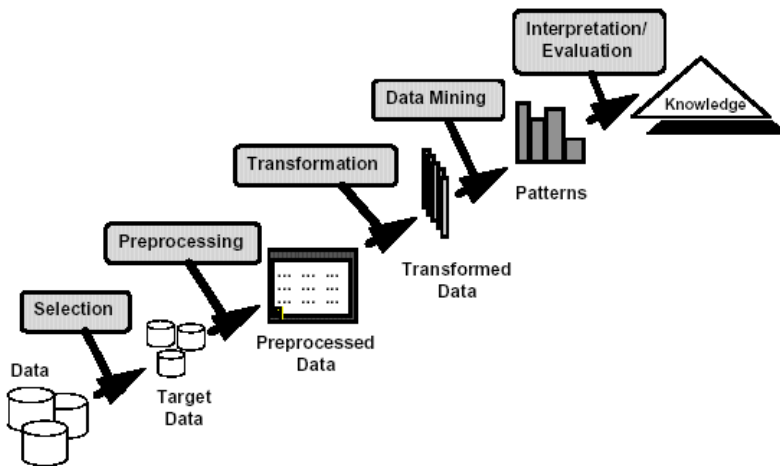 Interpretation/
Evaluation
Knowledge
Data Mining
Patterns
Transformation
Transformed
Data
Preprocessing
... ... ...
... ... ...
... ... ...
Preprocessed
Data
Selection
Target
Data
Data